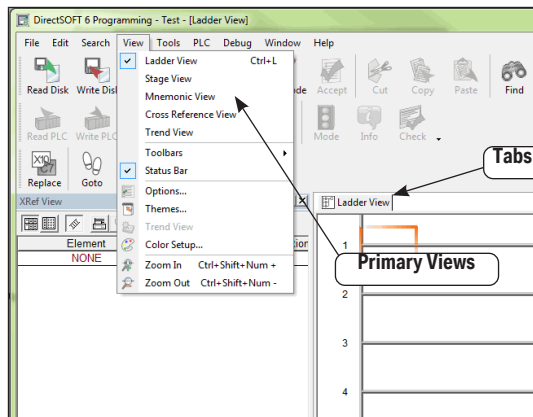 DirectSOFT 6 Programming - Test - [Ladder View]
File Edit Search View Tools PLC Debug Window Help
Read Disk Write Disk Accept Cut Copy Paste Find
Read PLC Write PLC Mode Info Check
Replace Goto
Ladder View Ctrl+L
Stage View
Mnemonic View
Cross Reference View
Trend View
Toolbars
Status Bar
Options...
Themes...
Trend View
Color Setup...
Zoom In Ctrl+Shift+Num +
Zoom Out Ctrl+Shift+Num -
XRef View
Element
NONE
Ladder View
Tabs
Primary Views
1
2
3
4